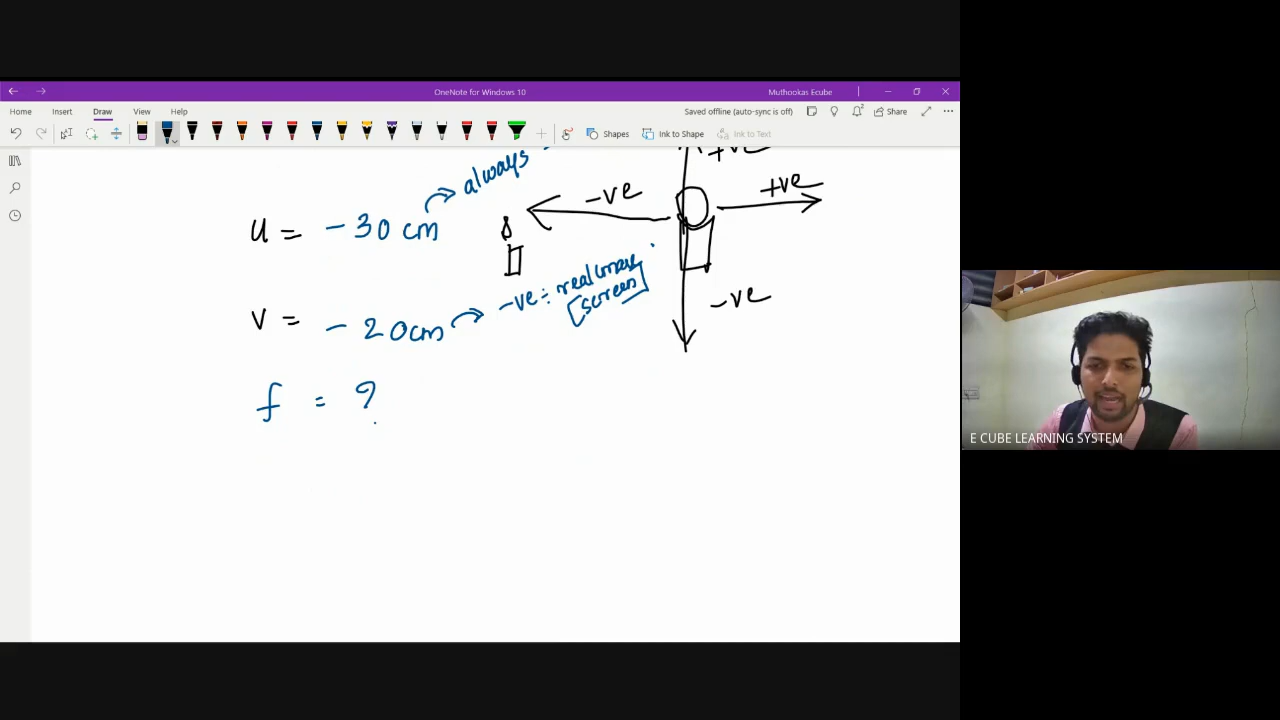 OneNote for Windows 10
Muthookas Ecube
Home Insert Draw View Help
Saved offline (auto-sync is off)
Share
Shapes
Ink to Shape
Ink to Text
+ve
always
-ve
+ve
u = - 30 cm
-ve = real image
[screen]
-ve
v = - 20cm
f = ?
E CUBE LEARNING SYSTEM